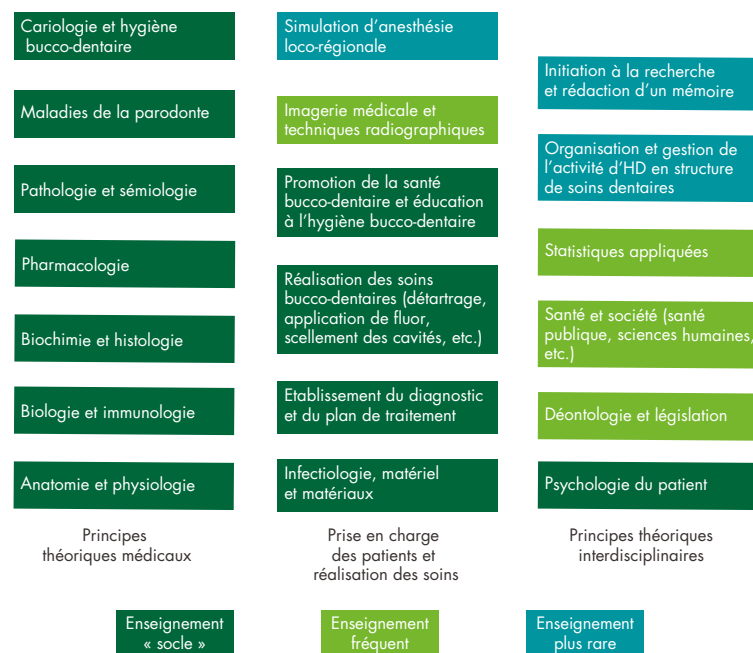 Cariologie et hygiène
bucco-dentaire
Maladies de la parodonte
Pathologie et sémiologie
Pharmacologie
Biochimie et histologie
Biologie et immunologie
Anatomie et physiologie
Principes
théoriques médicaux
Simulation d’anesthésie
loco-régionale
Imagerie médicale et
techniques radiographiques
Promotion de la santé
bucco-dentaire et éducation
à l’hygiène bucco-dentaire
Réalisation des soins
bucco-dentaires (détartrage,
application de fluor,
scellement des cavités, etc.)
Etablissement du diagnostic
et du plan de traitement
Infectiologie, matériel
et matériaux
Prise en charge
des patients et
réalisation des soins
Initiation à la recherche
et rédaction d’un mémoire
Organisation et gestion de
l’activité d’HD en structure
de soins dentaires
Statistiques appliquées
Santé et société (santé
publique, sciences humaines,
etc.)
Déontologie et législation
Psychologie du patient
Principes théoriques
interdisciplinaires
Enseignement
« socle »
Enseignement
fréquent
Enseignement
plus rare